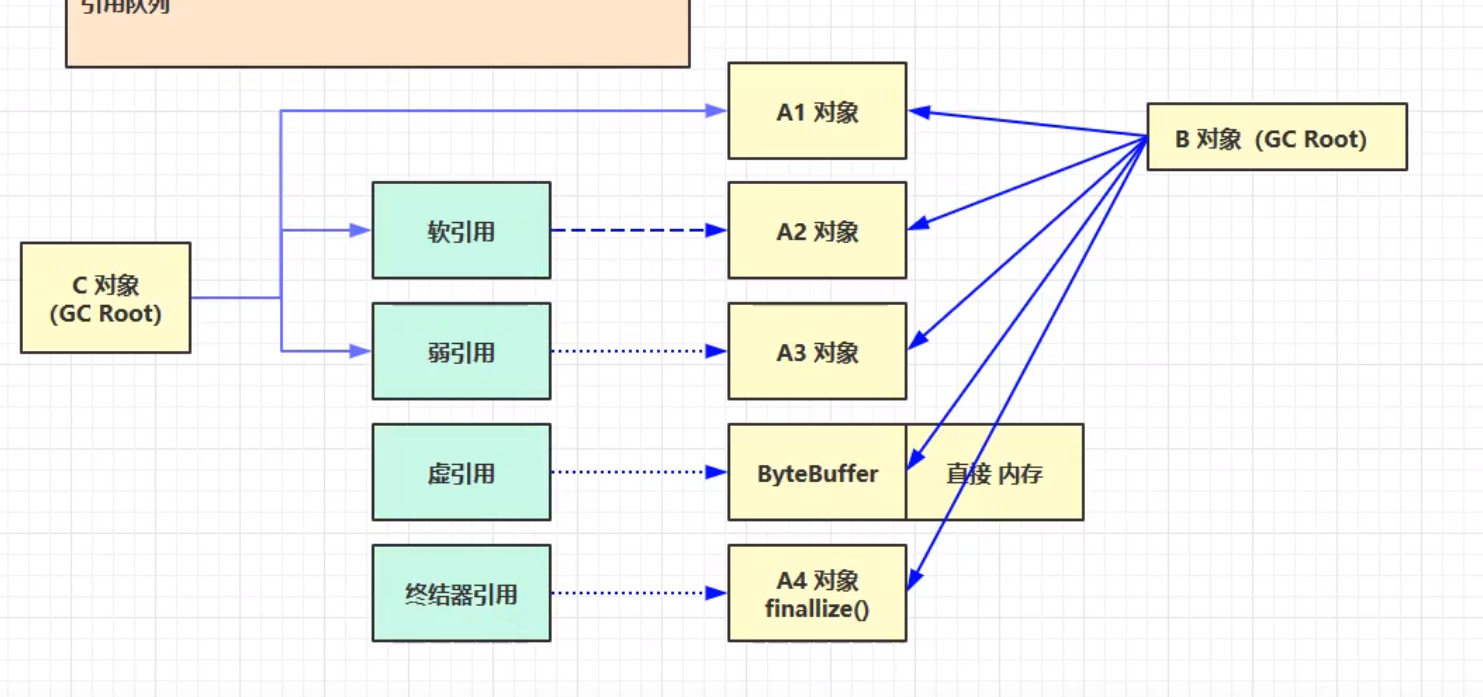 引用队列
A1 对象
B 对象 (GC Root)
软引用
A2 对象
C 对象
(GC Root)
弱引用
A3 对象
虚引用
ByteBuffer
直接 内存
终结器引用
A4 对象
finallize()